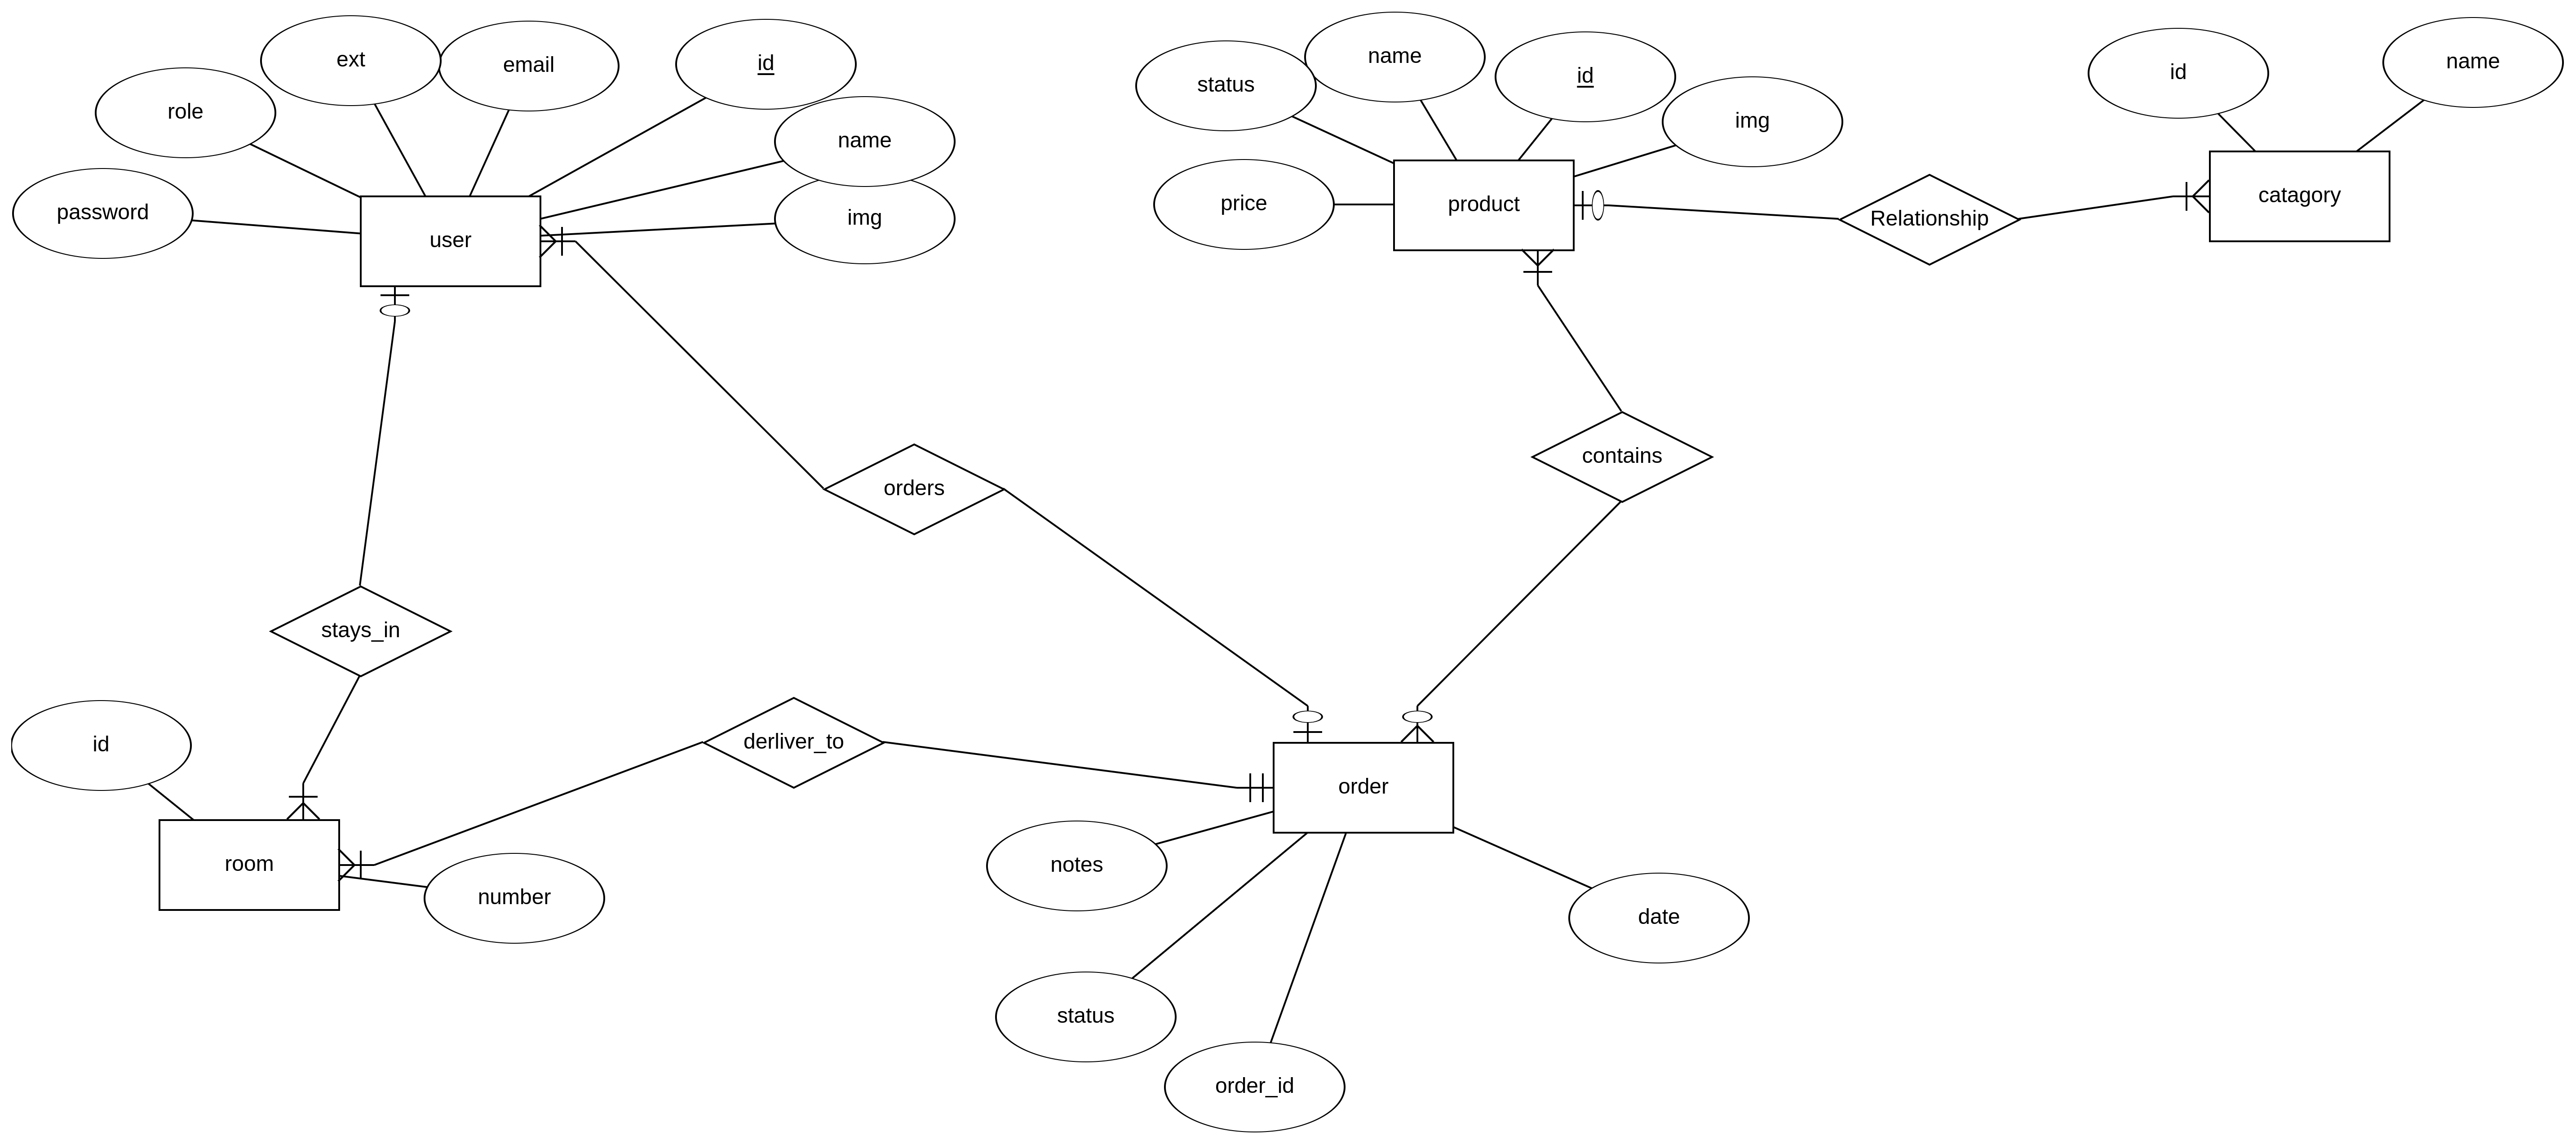 ext
email
id
role
name
password
img
user
status
name
id
img
price
product
id
name
Relationship
catagory
orders
contains
stays_in
id
derliver_to
order
room
number
notes
date
status
order_id